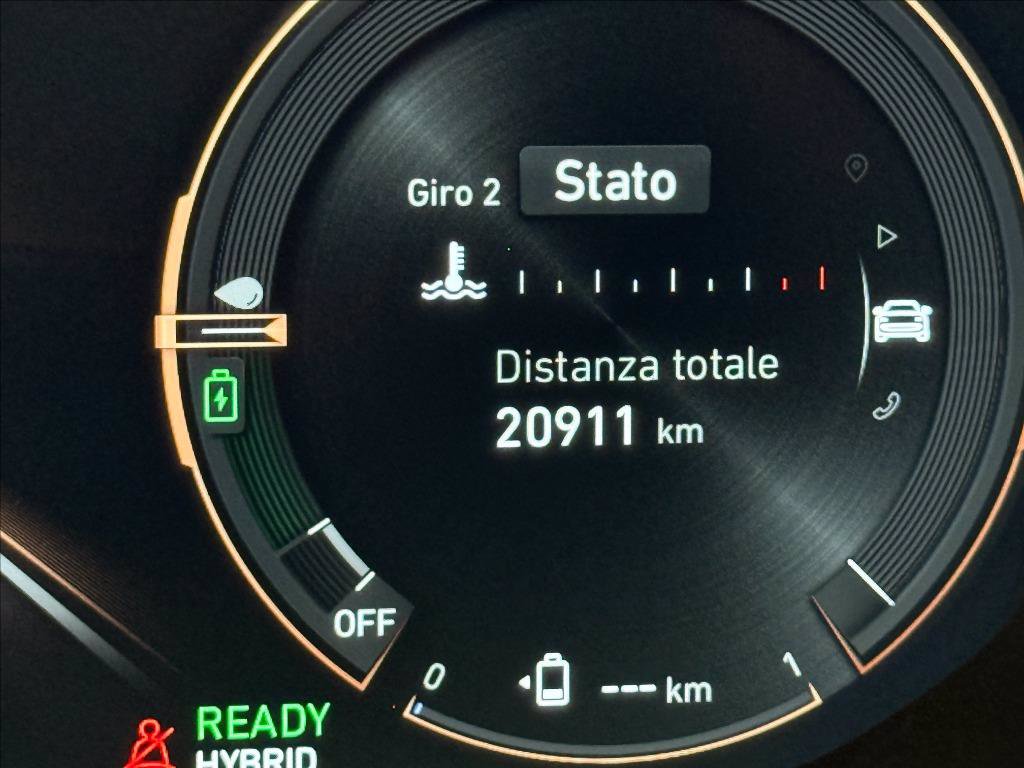 Giro 2 Stato
Distanza totale
20911 km
OFF
0 --- km 1
READY
HYBRID